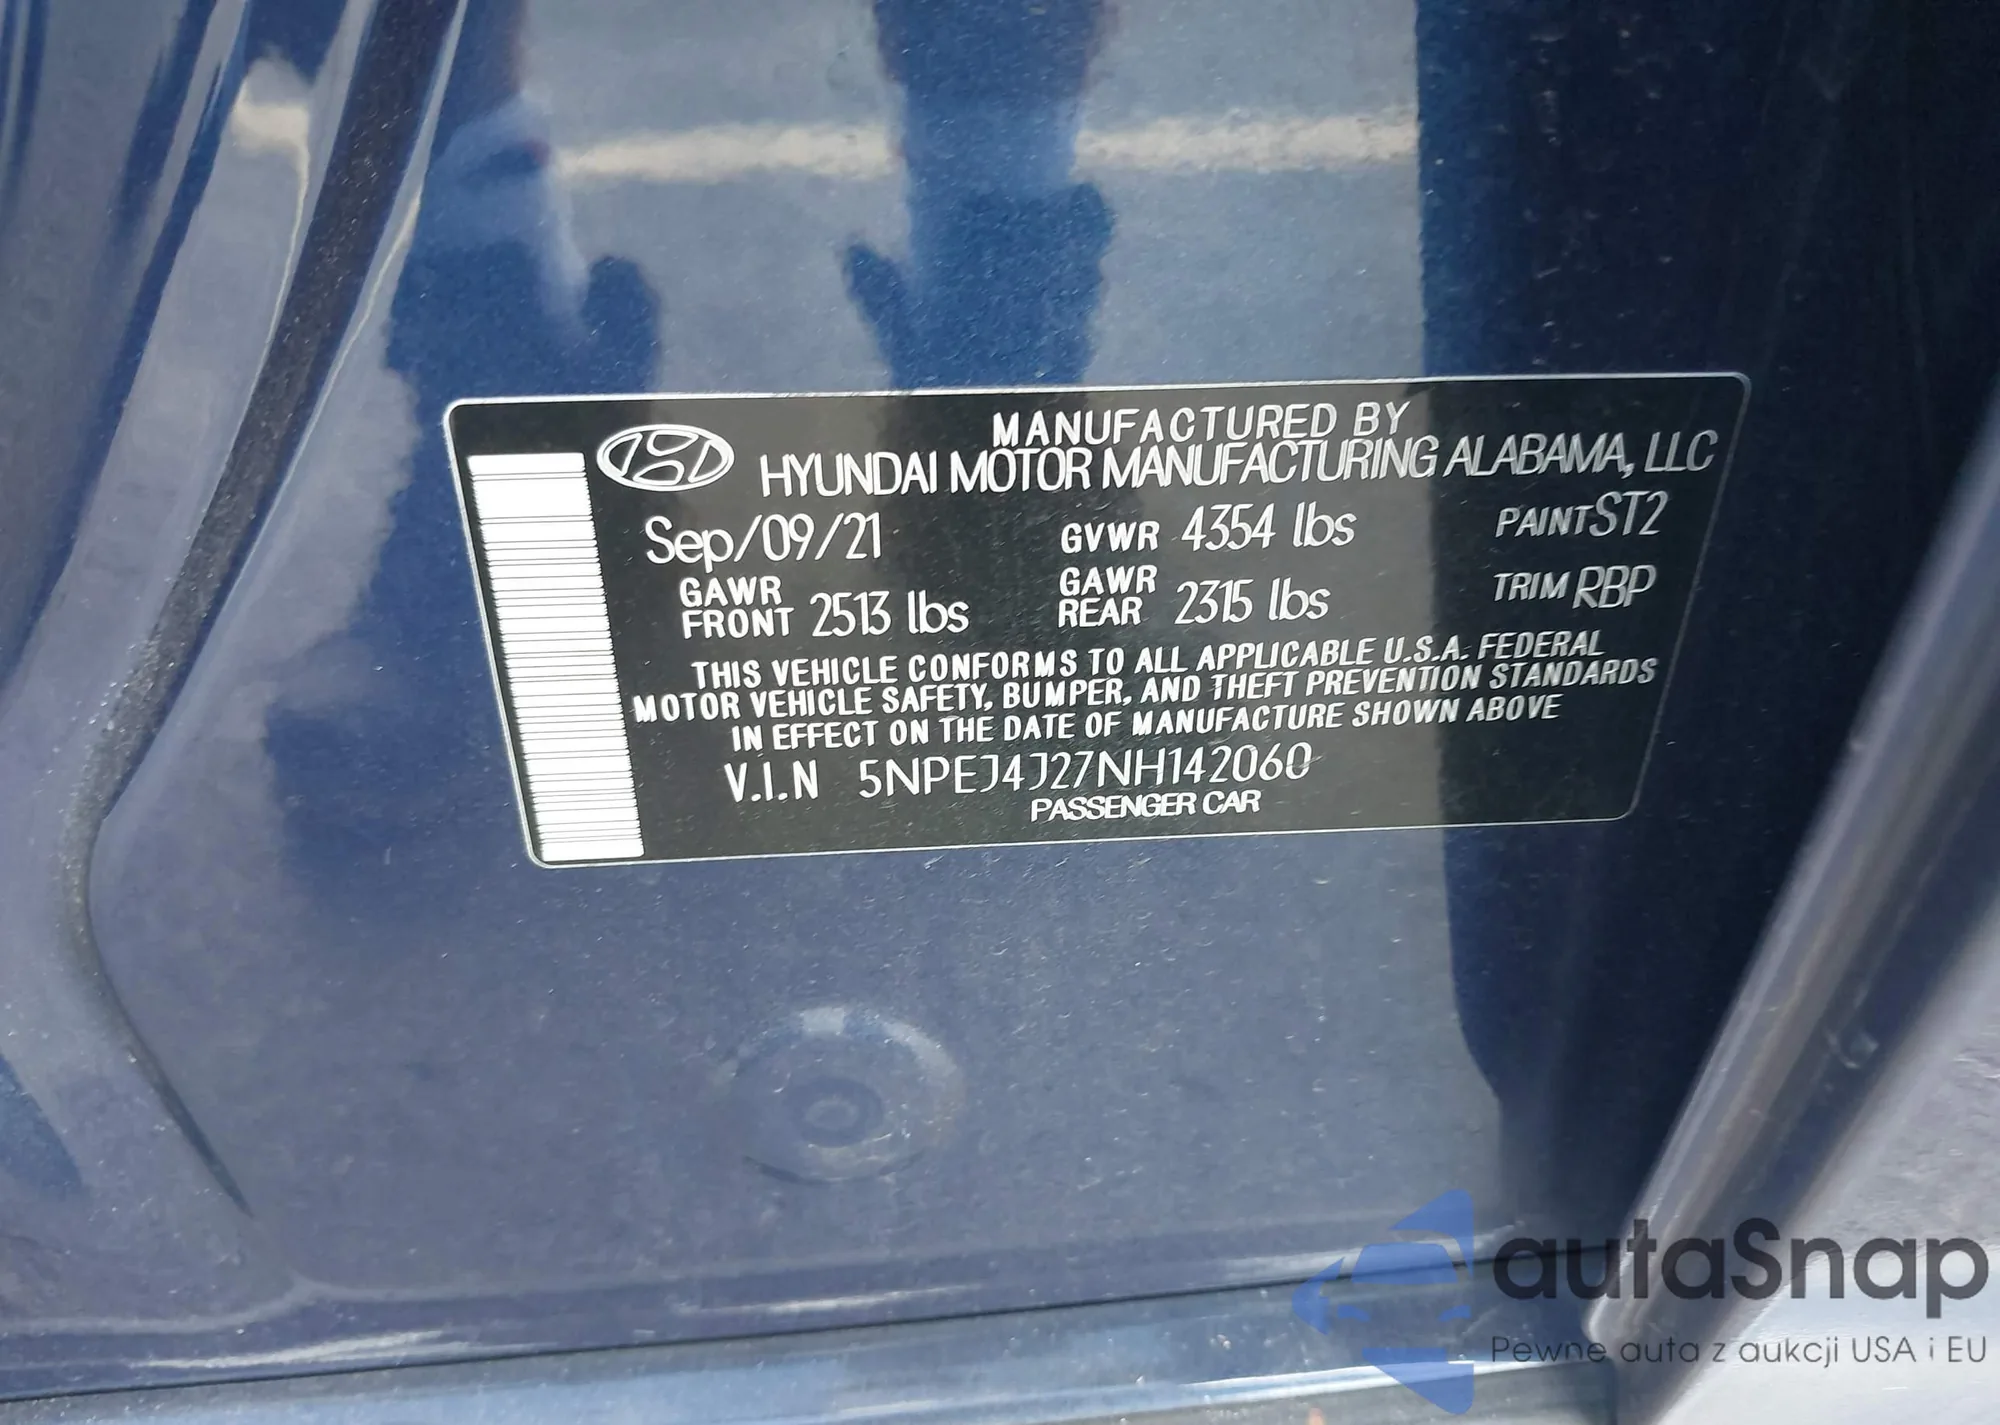 MANUFACTURED BY
HYUNDAI MOTOR MANUFACTURING ALABAMA, LLC
Sep/09/21 GVWR 4354 lbs PAINT ST2
GAWR FRONT 2513 lbs GAWR REAR 2315 lbs TRIM RBP
THIS VEHICLE CONFORMS TO ALL APPLICABLE U.S.A. FEDERAL
MOTOR VEHICLE SAFETY, BUMPER, AND THEFT PREVENTION STANDARDS
IN EFFECT ON THE DATE OF MANUFACTURE SHOWN ABOVE
V.I.N 5NPEJ4J27NH142060
PASSENGER CAR
autaSnap
Pewne auta z aukcji USA i EU